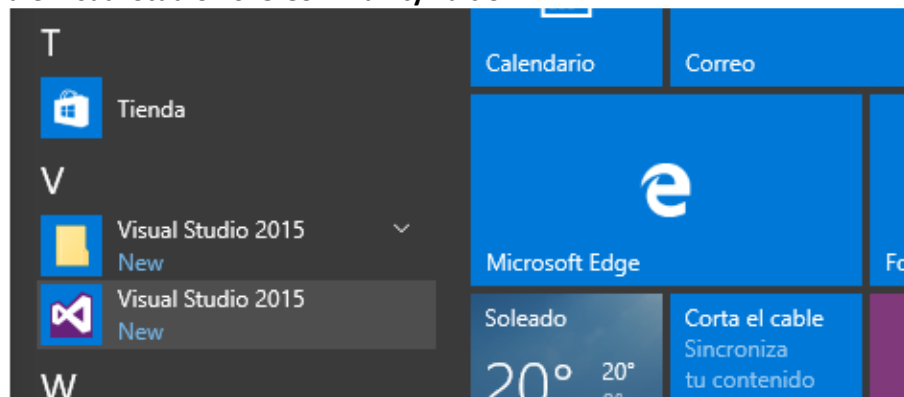 T
Tienda
V
Visual Studio 2015
New
Visual Studio 2015
New
W
Calendario
Correo
Microsoft Edge
Soleado
20° 20°
Corta el cable
Sincroniza
tu contenido